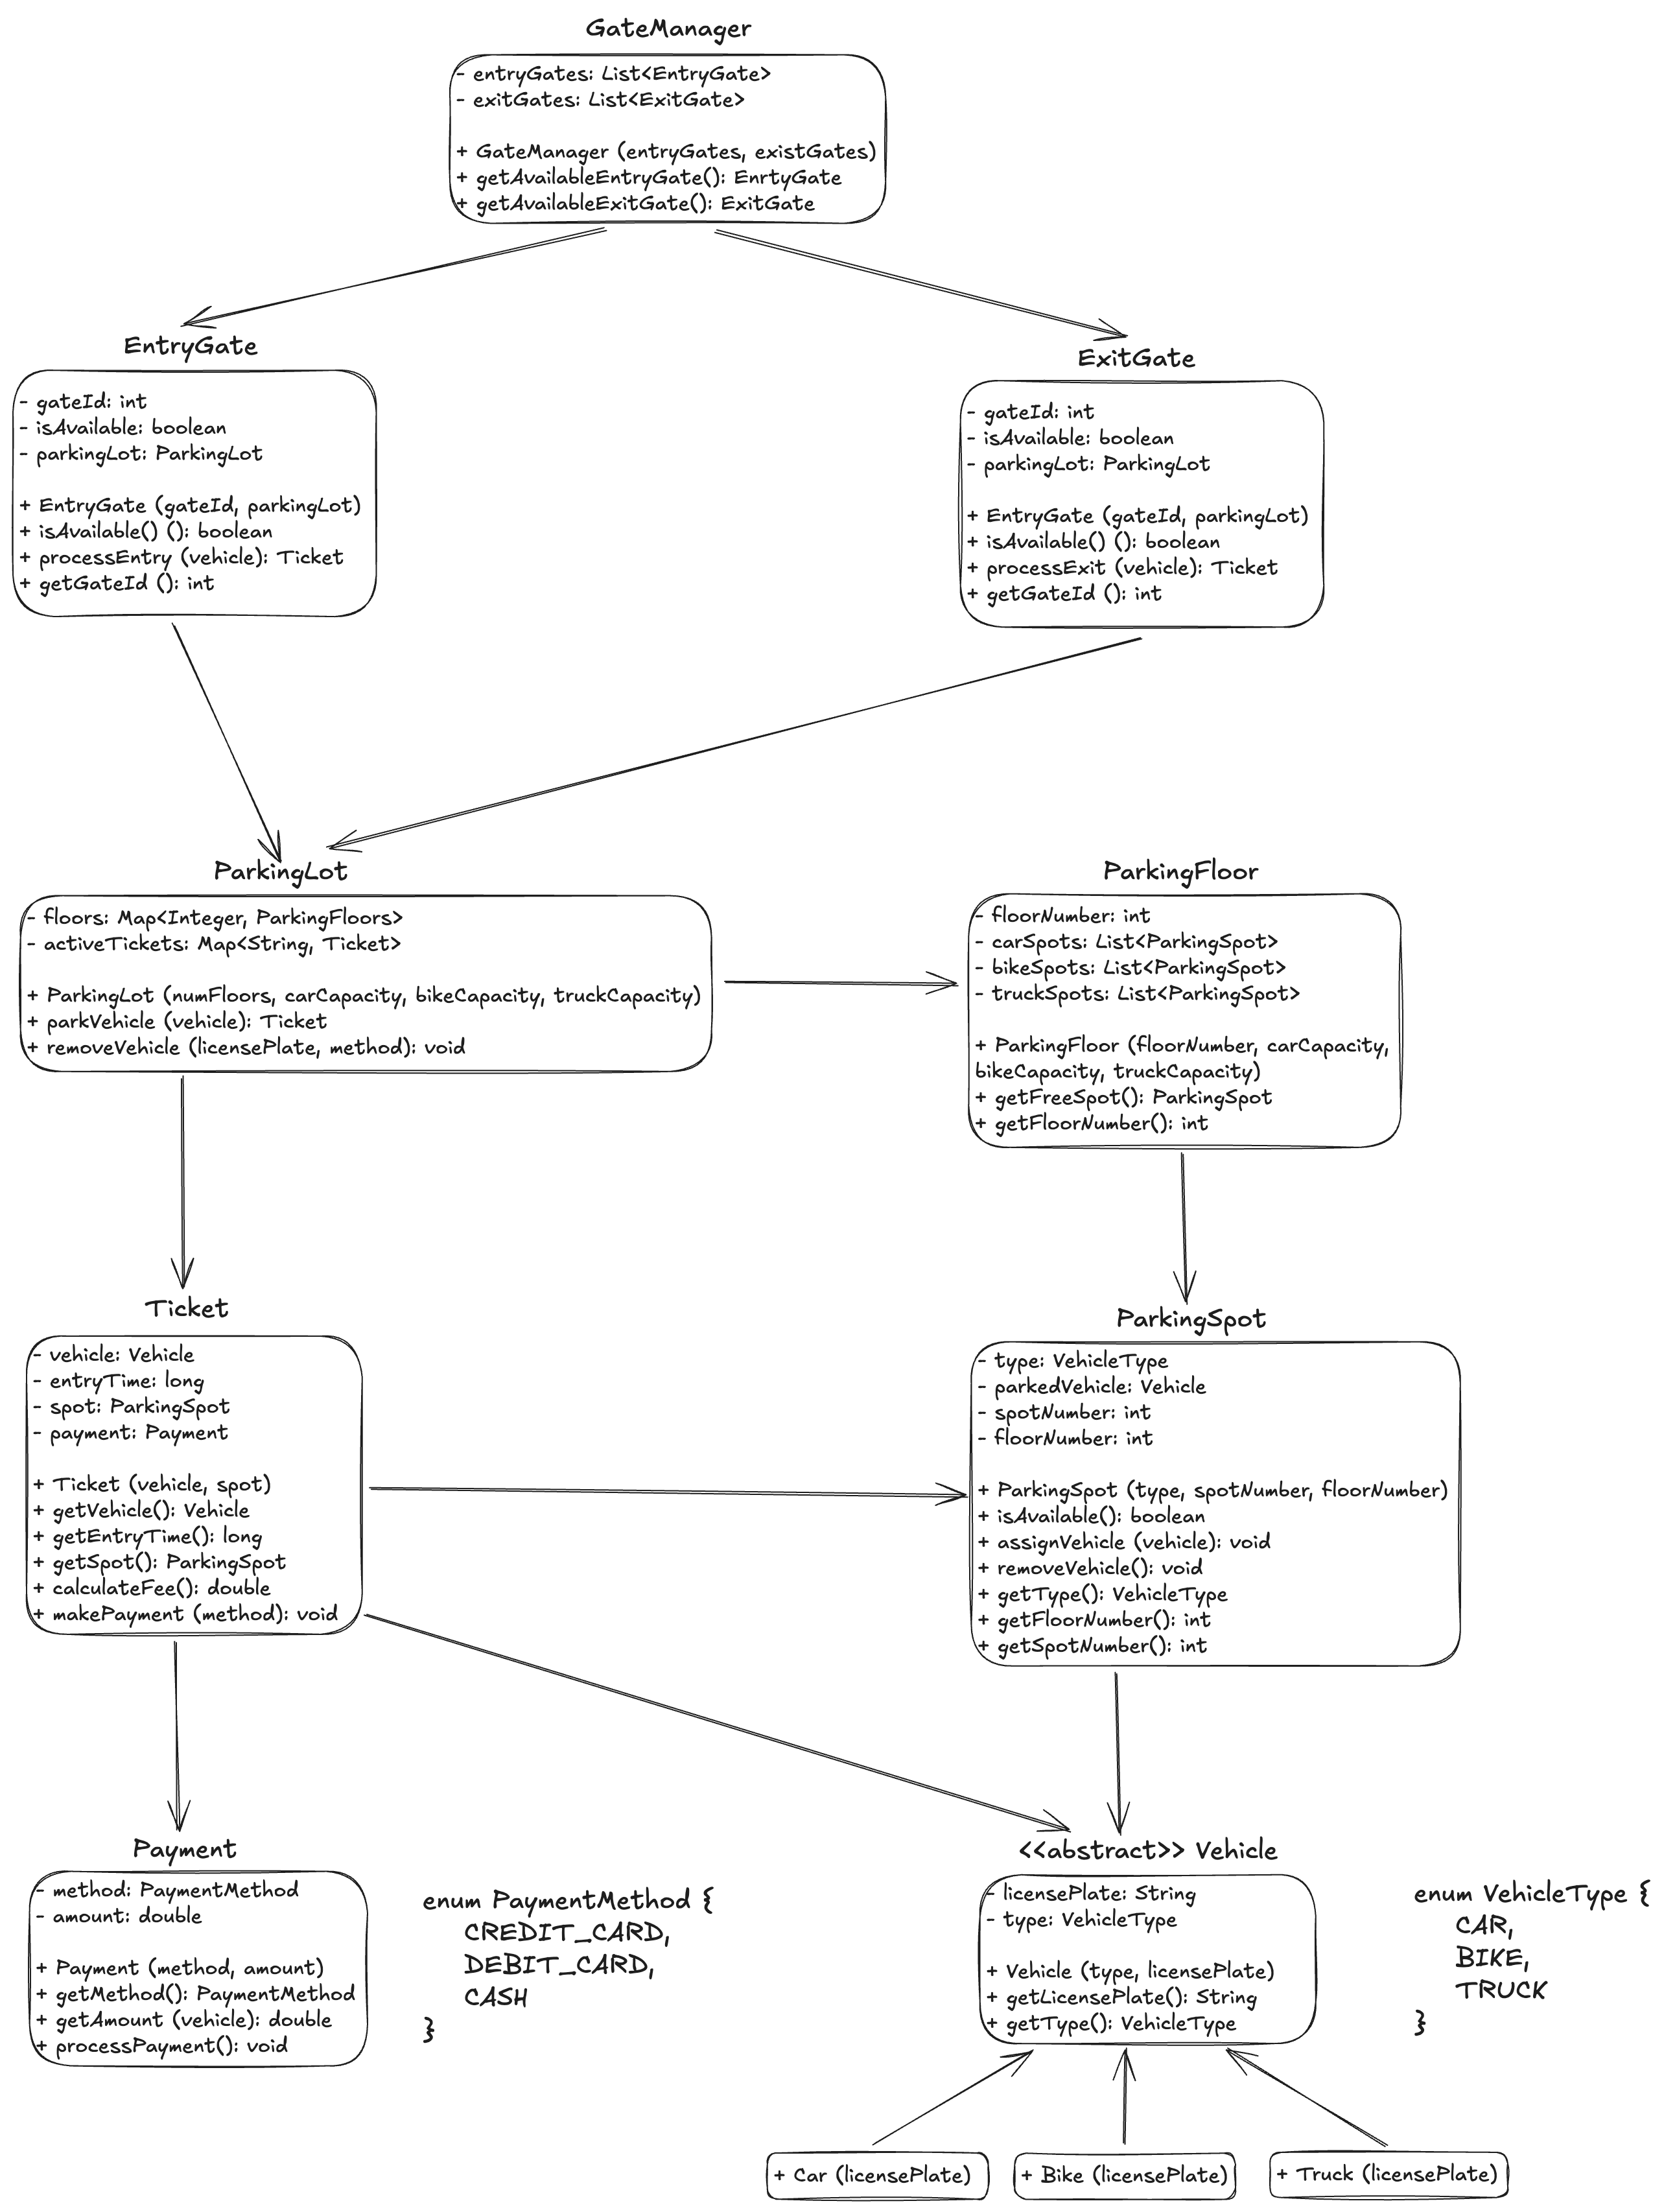 GateManager
- entryGates: List<EntryGate>
- exitGates: List<ExitGate>
+ GateManager (entryGates, existGates)
+ getAvailableEntryGate(): EnrtyGate
+ getAvailableExitGate(): ExitGate
EntryGate
- gateId: int
- isAvailable: boolean
- parkingLot: ParkingLot
+ EntryGate (gateId, parkingLot)
+ isAvailable() (): boolean
+ processEntry (vehicle): Ticket
+ getGateId (): int
ExitGate
- gateId: int
- isAvailable: boolean
- parkingLot: ParkingLot
+ EntryGate (gateId, parkingLot)
+ isAvailable() (): boolean
+ processExit (vehicle): Ticket
+ getGateId (): int
ParkingLot
- floors: Map<Integer, ParkingFloors>
- activeTickets: Map<String, Ticket>
+ ParkingLot (numFloors, carCapacity, bikeCapacity, truckCapacity)
+ parkVehicle (vehicle): Ticket
+ removeVehicle (licensePlate, method): void
ParkingFloor
- floorNumber: int
- carSpots: List<ParkingSpot>
- bikeSpots: List<ParkingSpot>
- truckSpots: List<ParkingSpot>
+ ParkingFloor (floorNumber, carCapacity,
bikeCapacity, truckCapacity)
+ getFreeSpot(): ParkingSpot
+ getFloorNumber(): int
Ticket
- vehicle: Vehicle
- entryTime: long
- spot: ParkingSpot
- payment: Payment
+ Ticket (vehicle, spot)
+ getVehicle(): Vehicle
+ getEntryTime(): long
+ getSpot(): ParkingSpot
+ calculateFee(): double
+ makePayment (method): void
ParkingSpot
- type: VehicleType
- parkedVehicle: Vehicle
- spotNumber: int
- floorNumber: int
+ ParkingSpot (type, spotNumber, floorNumber)
+ isAvailable(): boolean
+ assignVehicle (vehicle): void
+ removeVehicle(): void
+ getType(): VehicleType
+ getFloorNumber(): int
+ getSpotNumber(): int
Payment
- method: PaymentMethod
- amount: double
+ Payment (method, amount)
+ getMethod(): PaymentMethod
+ getAmount (vehicle): double
+ processPayment(): void
enum PaymentMethod {
CREDIT_CARD,
DEBIT_CARD,
CASH
}
<<abstract>> Vehicle
- licensePlate: String
- type: VehicleType
+ Vehicle (type, licensePlate)
+ getLicensePlate(): String
+ getType(): VehicleType
enum VehicleType {
CAR,
BIKE,
TRUCK
}
+ Car (licensePlate)
+ Bike (licensePlate)
+ Truck (licensePlate)